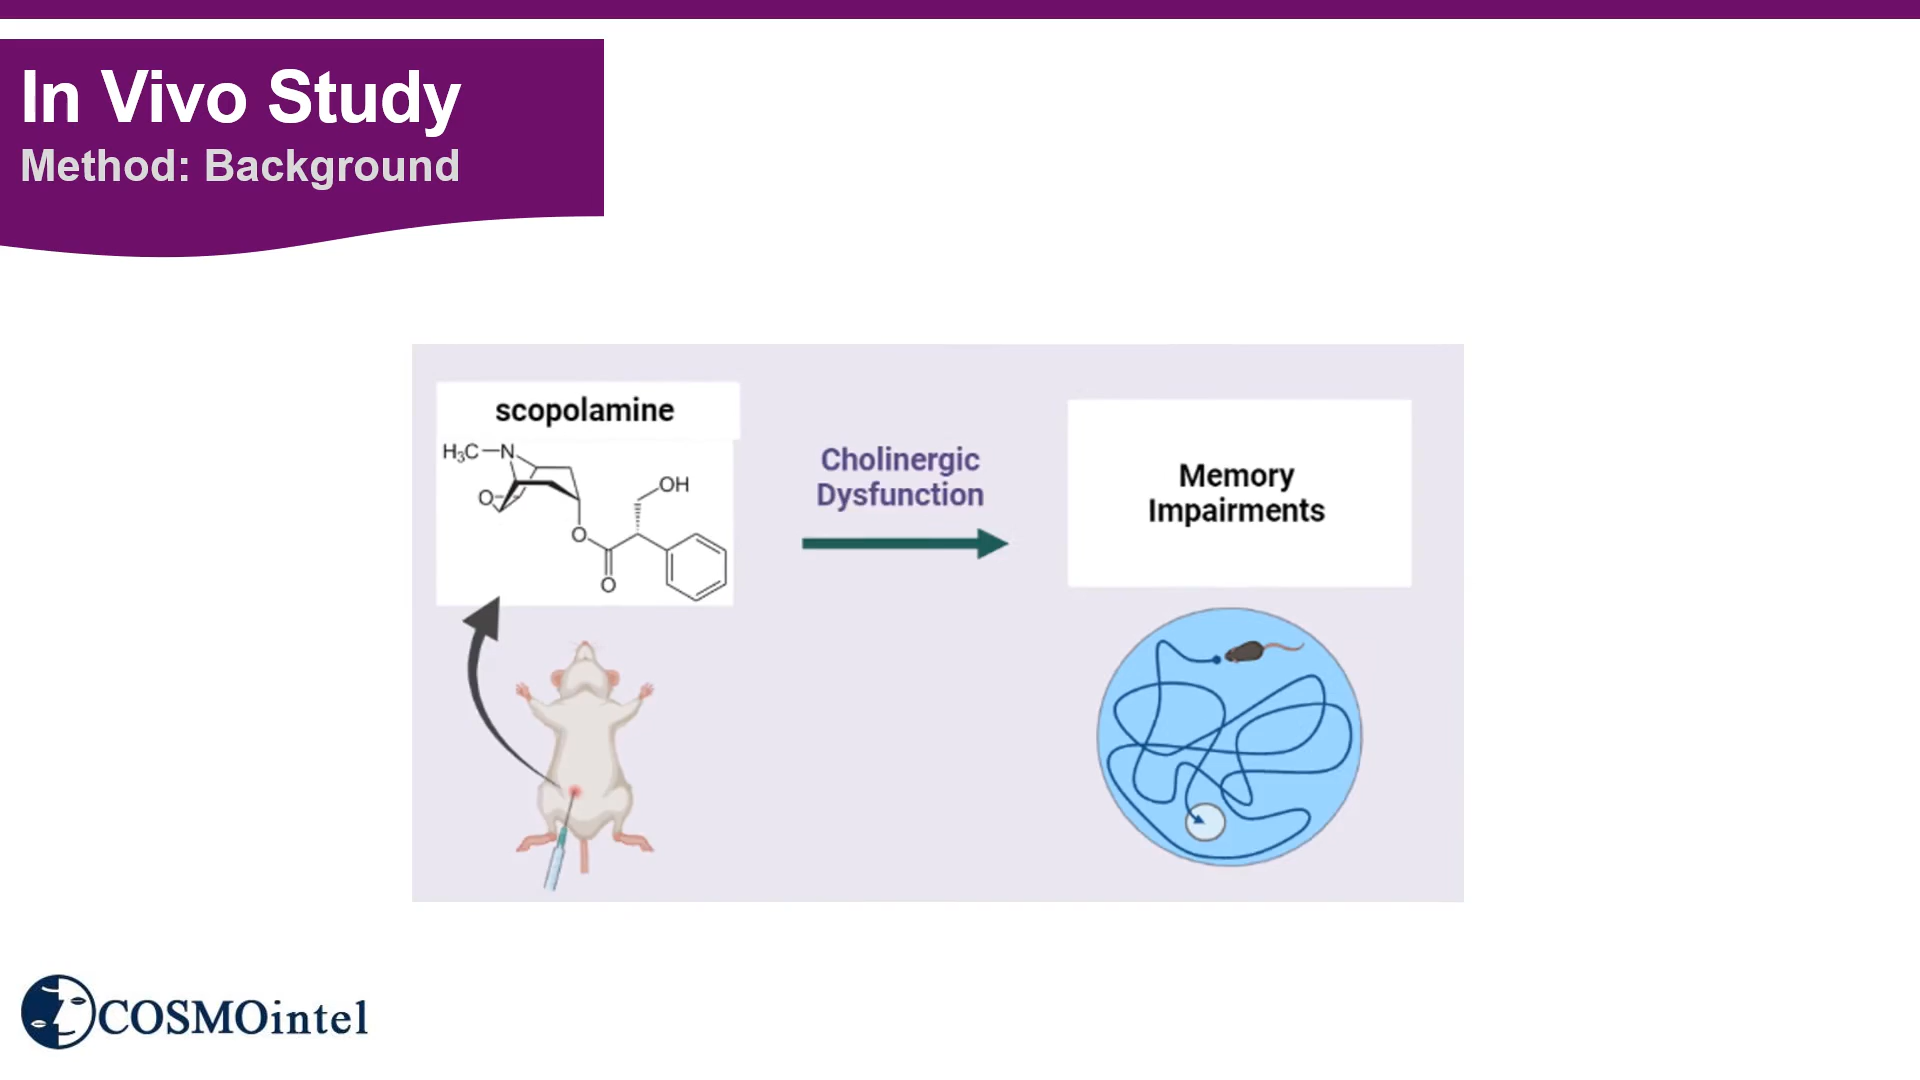 In Vivo Study
Method: Background
scopolamine
H₃C
N
O
OH
O
O
Cholinergic
Dysfunction
Memory
Impairments
COSMOintel